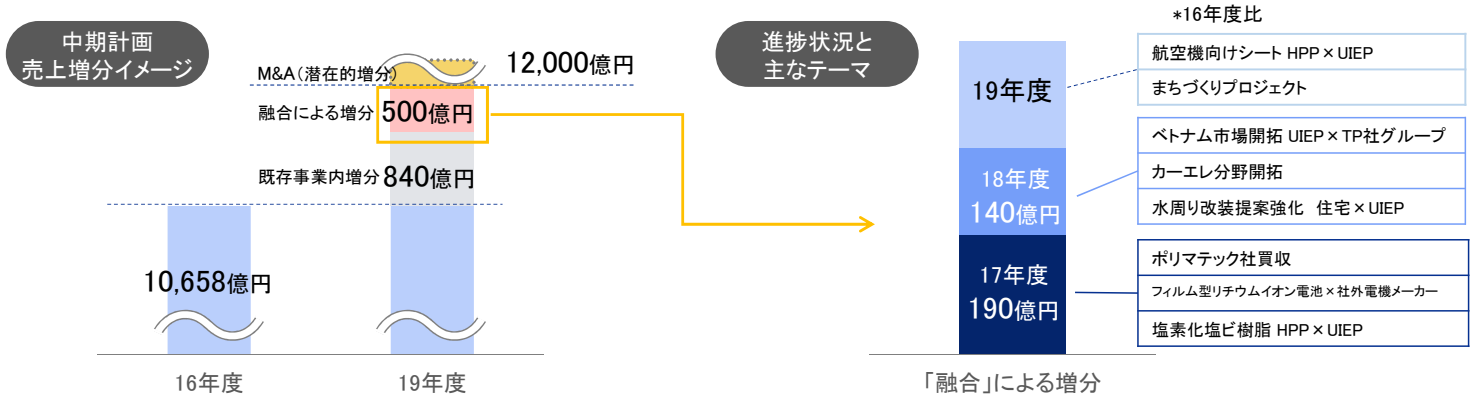 中期計画
売上増分イメージ
M&A(潜在的増分)
12,000億円
融合による増分
500億円
既存事業内増分
840億円
10,658億円
16年度
19年度
進捗状況と
主なテーマ
*16年度比
19年度
航空機向けシート HPP×UIEP
まちづくりプロジェクト
18年度
140億円
ベトナム市場開拓 UIEP×TP社グループ
カーエレ分野開拓
水周り改装提案強化 住宅×UIEP
17年度
190億円
ポリマテック社買収
フィルム型リチウムイオン電池×社外電機メーカー
塩素化塩ビ樹脂 HPP×UIEP
「融合」による増分